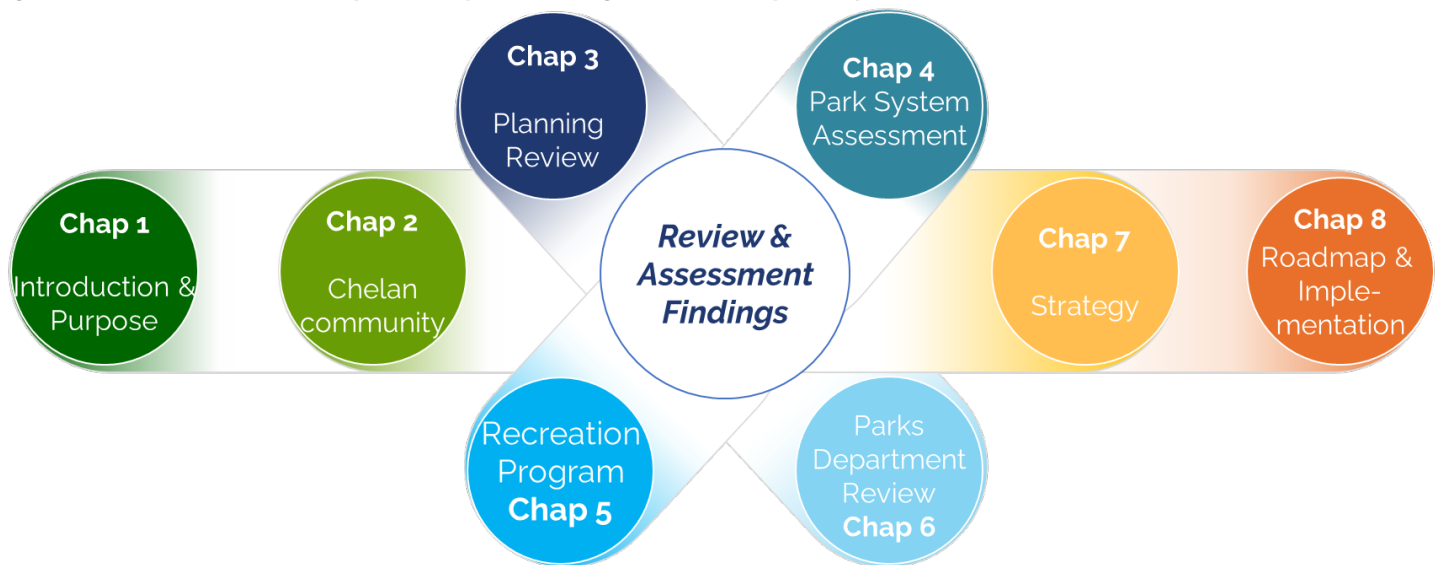 Chap 3
Planning
Review
Chap 4
Park System
Assessment
Chap 1
Introduction &
Purpose
Chap 2
Chelan
community
Review &
Assessment
Findings
Chap 7
Strategy
Chap 8
Roadmap &
Imple-
mentation
Recreation
Program
Chap 5
Parks
Department
Review
Chap 6